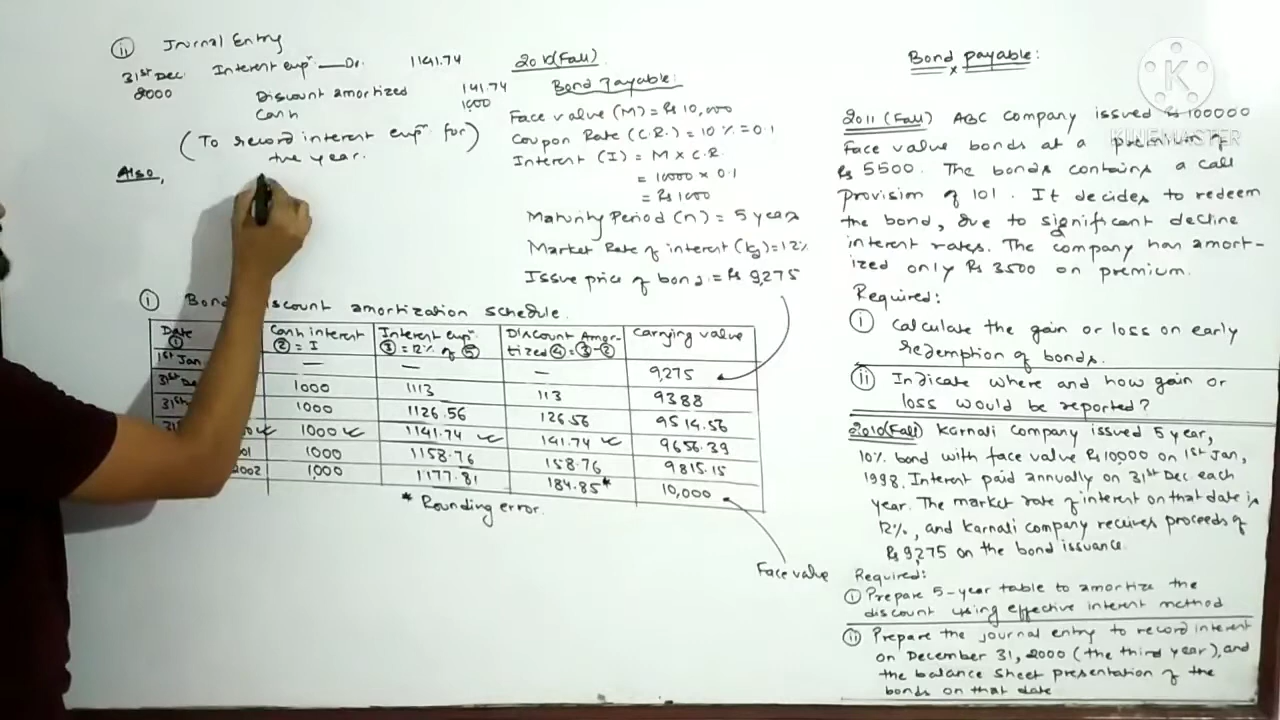 ii Journal Entry
31st Dec. 2000 Interest expn — Dr. 1141.74
Discount amortized 141.74
Cash 1000
(To record interest expn for the year.)
Also,
2010(Fall)
Bond Payable:
Face value (M) = Rs 10,000
Coupon Rate (C.R.) = 10% = 0.1
Interest (I) = M x C.R.
= 10000 x 0.1
= Rs 1000
Maturity Period (n) = 5 years
Market Rate of interest (kd) = 12%
Issue price of bond. = Rs 9,275
i Bond discount amortization schedule.
Date ① Cash interest ② = I Interest expn ③ = 12% of ⑤ Discount Amortized ④ = ③-② Carrying value
1st Jan — — — 9,275
31st De 1000 1113 113 9388
31st 1000 1126.56 126.56 9514.56
1000 1141.74 141.74 9656.39
01 1000 1158.76 158.76 9815.15
2002 1000 1177.81 184.85* 10,000
* Rounding error.
Face value
Bond payable:
K
KINEMASTER
2011 (Fall) ABC company issued Rs 100000
Face value bonds at a premium of
Rs 5500. The bonds contains a call
provision of 101. It decides to redeem
the bond, due to significant decline
interest rates. The company has amort-
ized only Rs 3500 on premium.
Required:
i Calculate the gain or loss on early
redemption of bonds.
ii Indicate where and how gain or
loss would be reported?
2010(Fall) Karnali Company issued 5 year,
10% bond with face value Rs 10,000 on 1st Jan,
1998. Interest paid annually on 31st Dec each
year. The market rate of interest on that date is
12%, and Karnali company receives proceeds of
Rs 9,275 on the bond issuance.
Required:
i Prepare 5-year table to amortize the
discount using effective interest method
ii Prepare the journal entry to record interest
on December 31, 2000 (the third year), and
the balance sheet presentation of the
bonds on that date